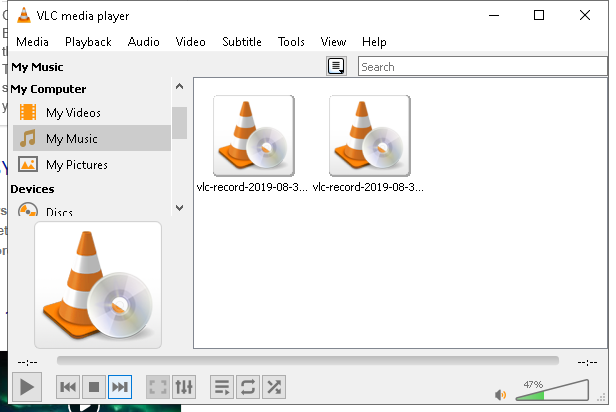 VLC media player
Media Playback Audio Video Subtitle Tools View Help
My Music
Search
My Computer
My Videos
My Music
My Pictures
Devices
Discs
vlc-record-2019-08-3... vlc-record-2019-08-3...
--:-- --:--
47%